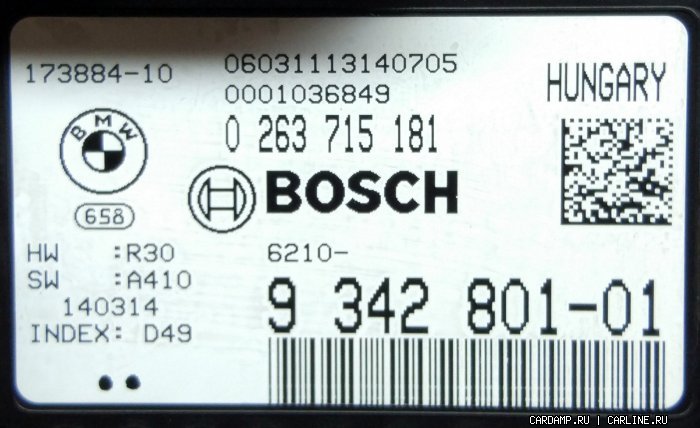 173884-10
06031113140705
0001036849
HUNGARY
0 263 715 181
BMW
BOSCH
658
HW :R30
6210-
SW :A410
9 342 801-01
140314
INDEX: D49
CARDAMP.RU | CARLINE.RU